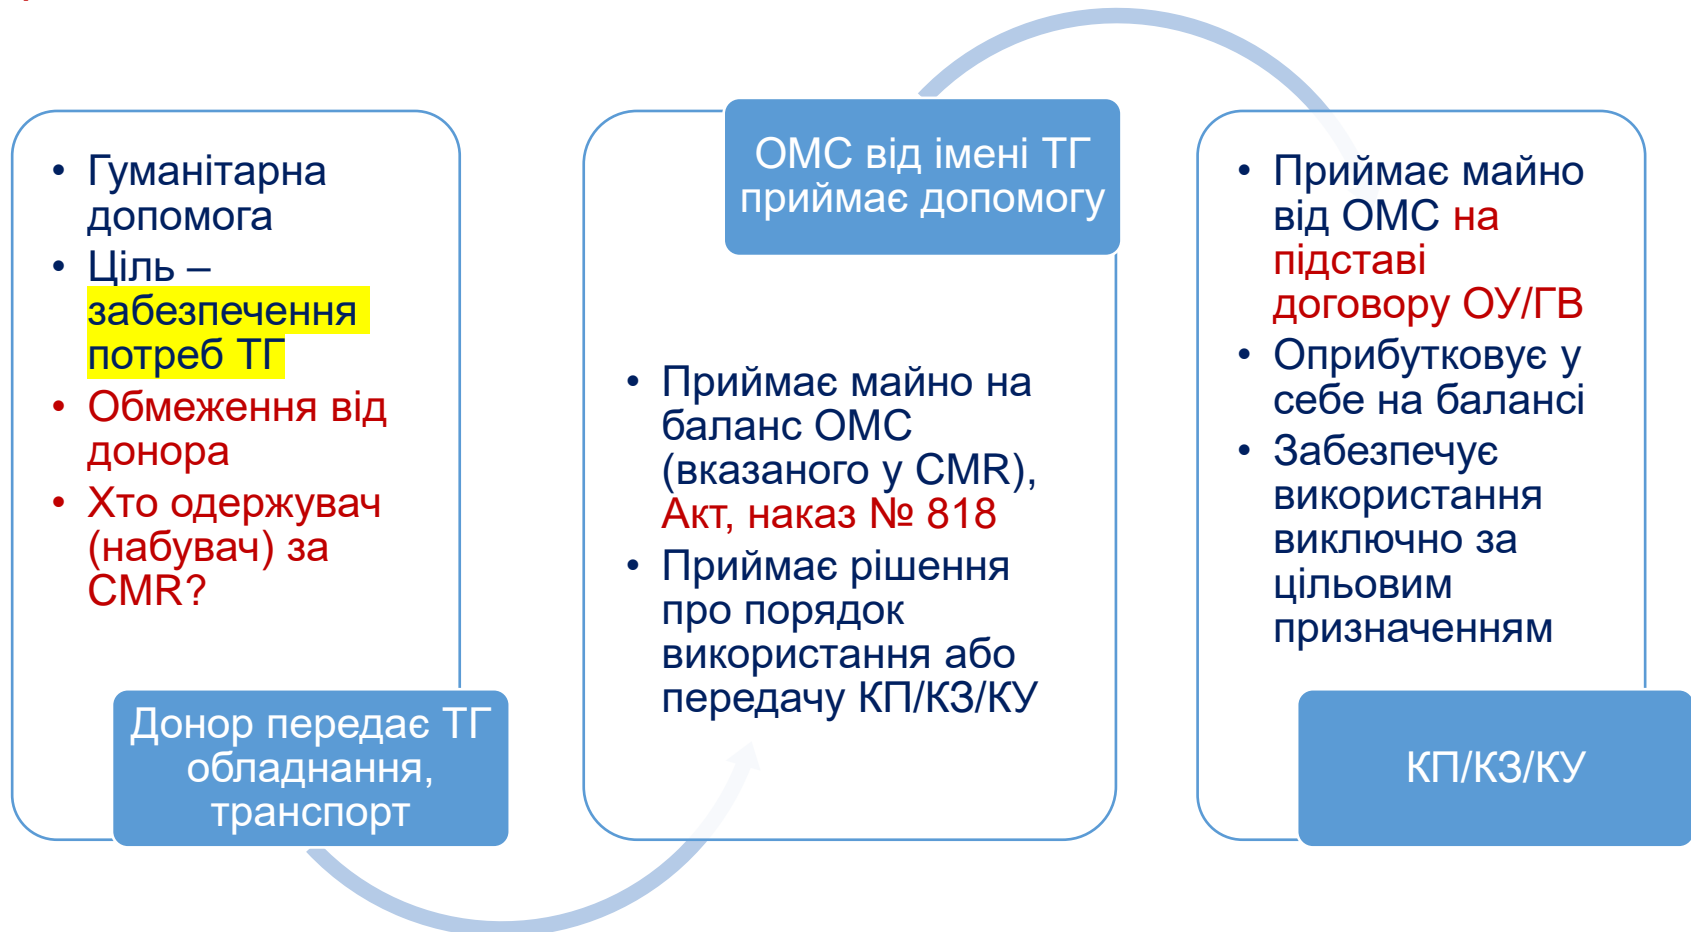 • Гуманітарна
допомога
• Ціль –
забезпечення
потреб ТГ
• Обмеження від
донора
• Хто одержувач
(набувач) за
CMR?
Донор передає ТГ
обладнання,
транспорт
ОМС від імені ТГ
приймає допомогу
• Приймає майно на
баланс ОМС
(вказаного у CMR),
Акт, наказ № 818
• Приймає рішення
про порядок
використання або
передачу КП/КЗ/КУ
• Приймає майно
від ОМС на
підставі
договору ОУ/ГВ
• Оприбутковує у
себе на балансі
• Забезпечує
використання
виключно за
цільовим
призначенням
КП/КЗ/КУ